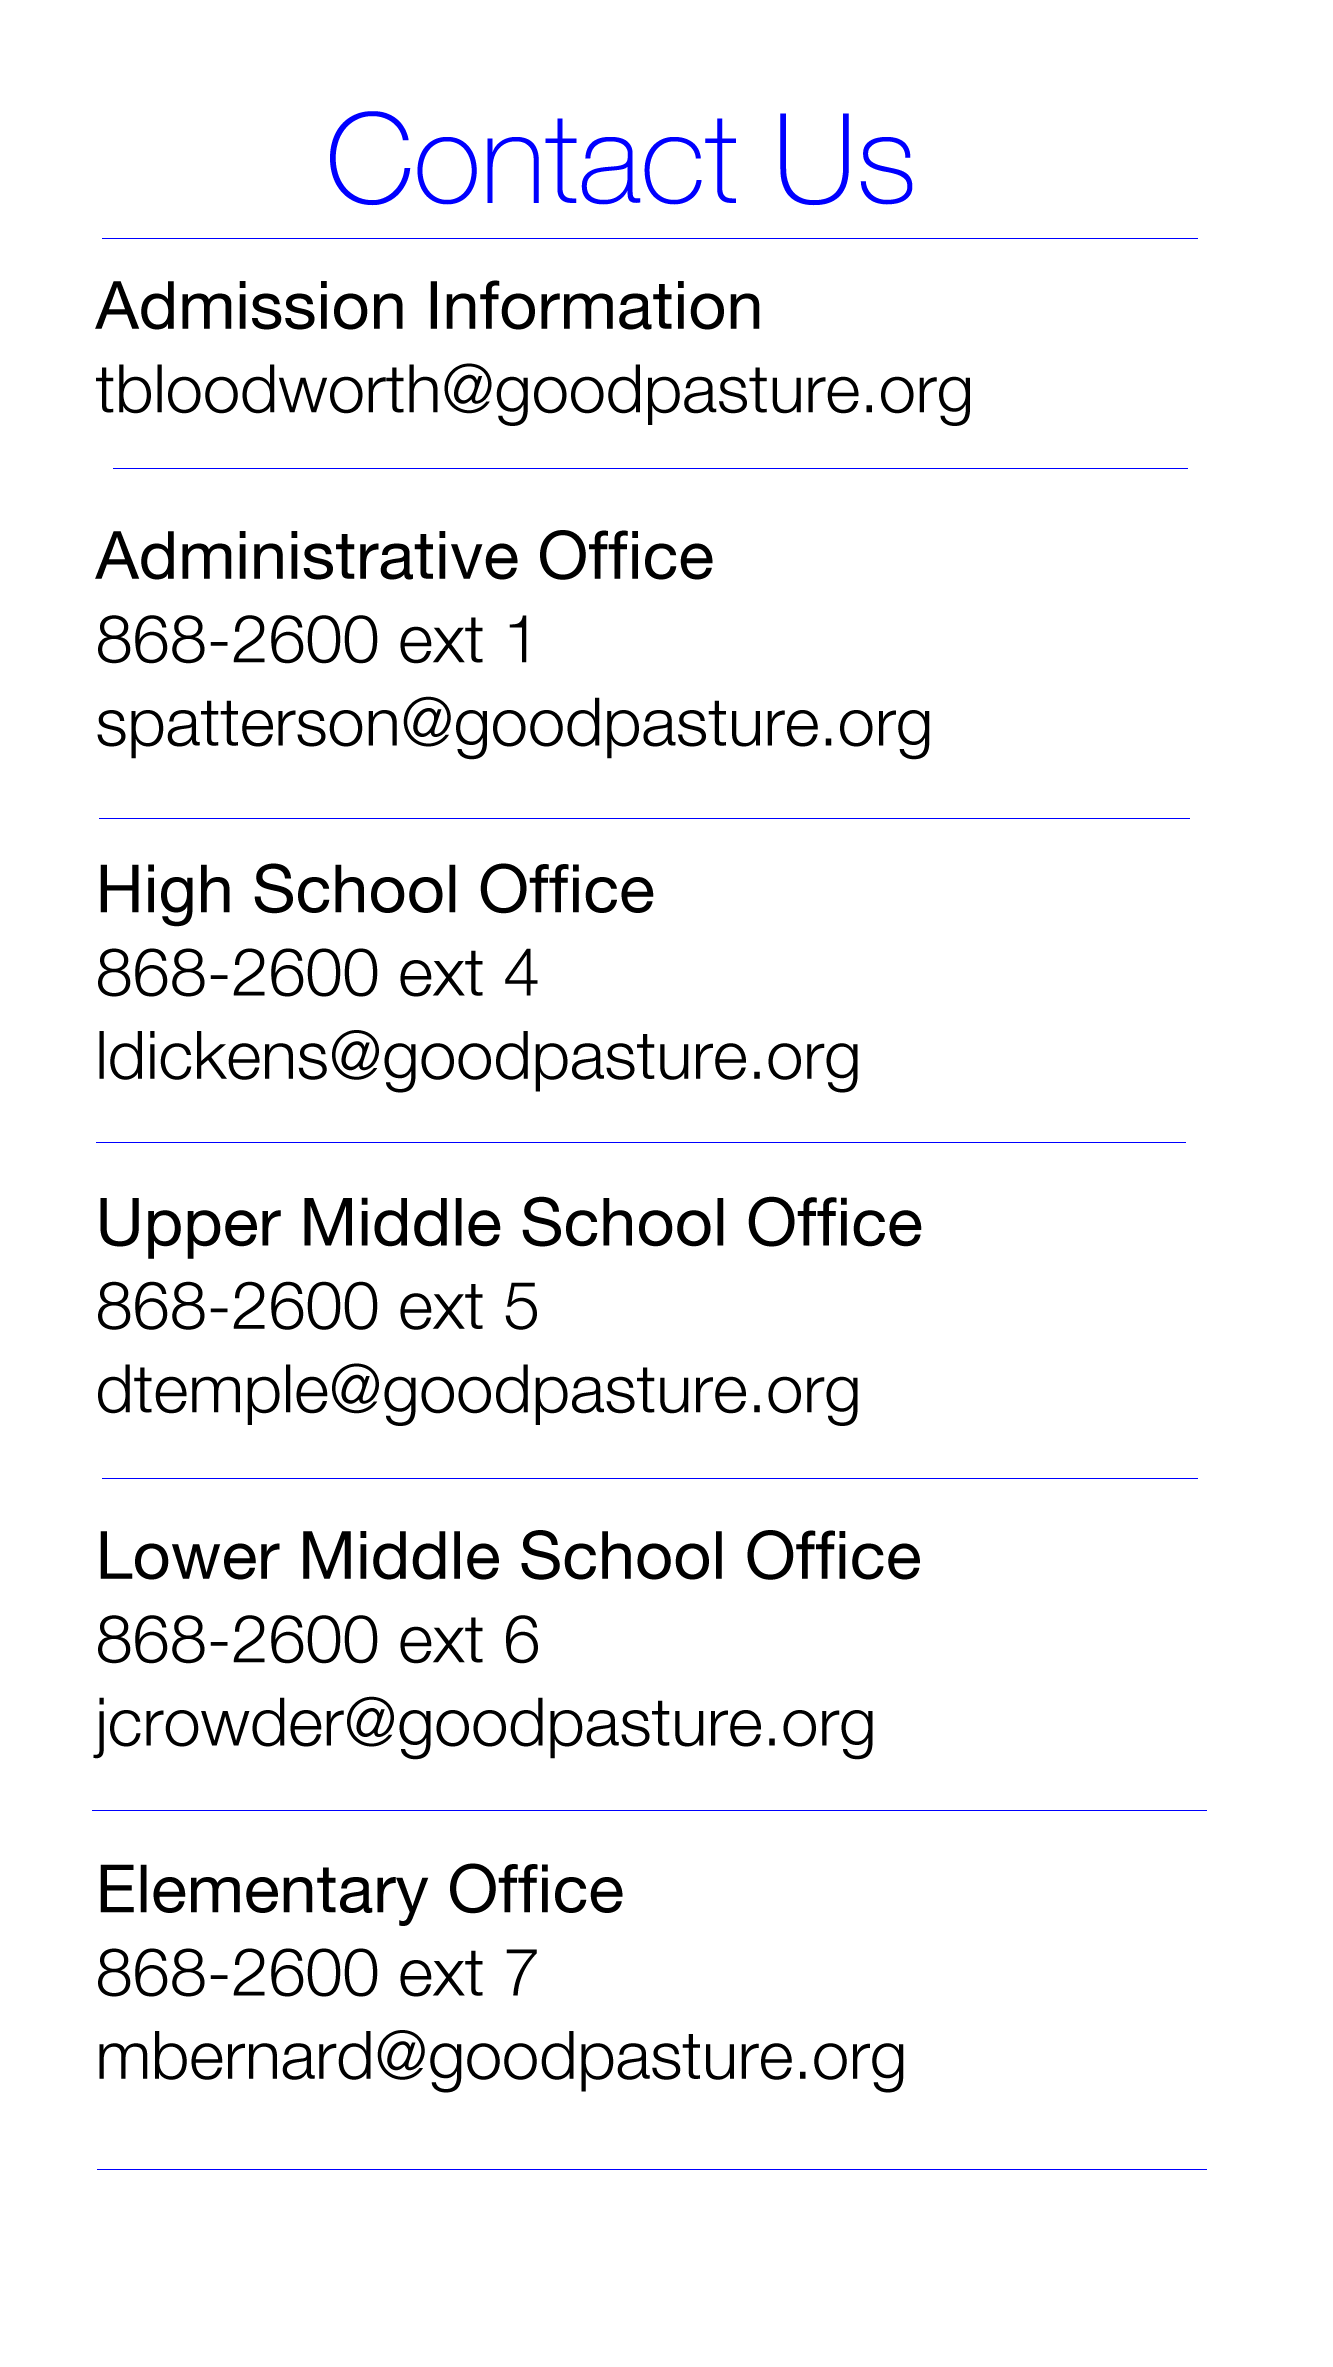 Contact Us
Admission Information
tbloodworth@goodpasture.org
Administrative Office
868-2600 ext 1
spatterson@goodpasture.org
High School Office
868-2600 ext 4
ldickens@goodpasture.org
Upper Middle School Office
868-2600 ext 5
dtemple@goodpasture.org
Lower Middle School Office
868-2600 ext 6
jcrowder@goodpasture.org
Elementary Office
868-2600 ext 7
mbernard@goodpasture.org